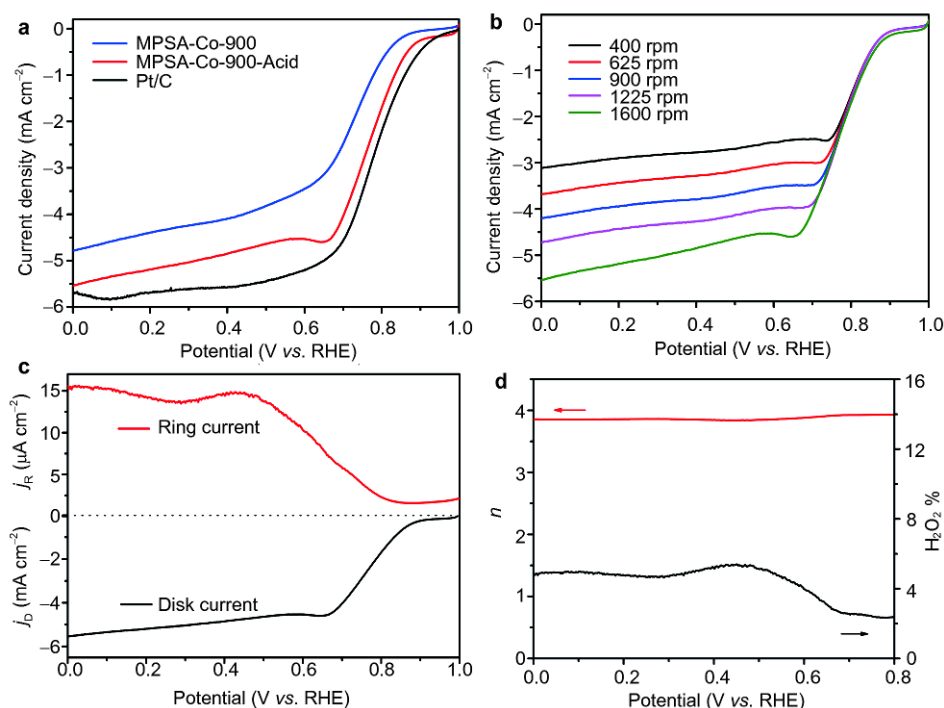 a
MPSA-Co-900
MPSA-Co-900-Acid
Pt/C
Current density (mA cm⁻²)
0
−1
−2
−3
−4
−5
−6
0.0 0.2 0.4 0.6 0.8 1.0
Potential (V vs. RHE)
b
400 rpm
625 rpm
900 rpm
1225 rpm
1600 rpm
Current density (mA cm⁻²)
0
−1
−2
−3
−4
−5
−6
0.0 0.2 0.4 0.6 0.8 1.0
Potential (V vs. RHE)
c
Ring current
Disk current
jR (μA cm⁻²)
jD (mA cm⁻²)
15
10
5
0
−2
−4
−6
0.0 0.2 0.4 0.6 0.8 1.0
Potential (V vs. RHE)
d
n
4
3
2
1
0
H₂O₂ %
16
12
8
4
0
0.0 0.2 0.4 0.6 0.8
Potential (V vs. RHE)